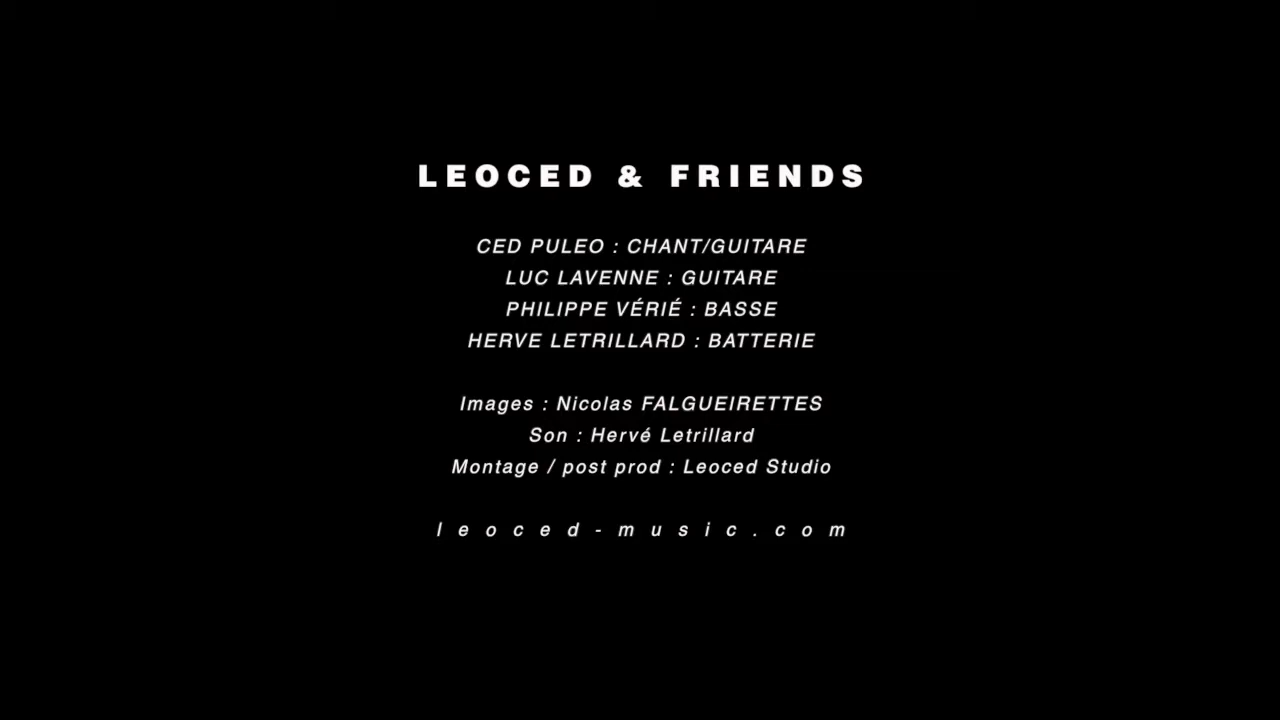 LEOCED & FRIENDS
CED PULEO : CHANT/GUITARE
LUC LAVENNE : GUITARE
PHILIPPE VÉRIÉ : BASSE
HERVE LETRILLARD : BATTERIE
Images : Nicolas FALGUEIRETTES
Son : Hervé Letrillard
Montage / post prod : Leoced Studio
leoced-music.com